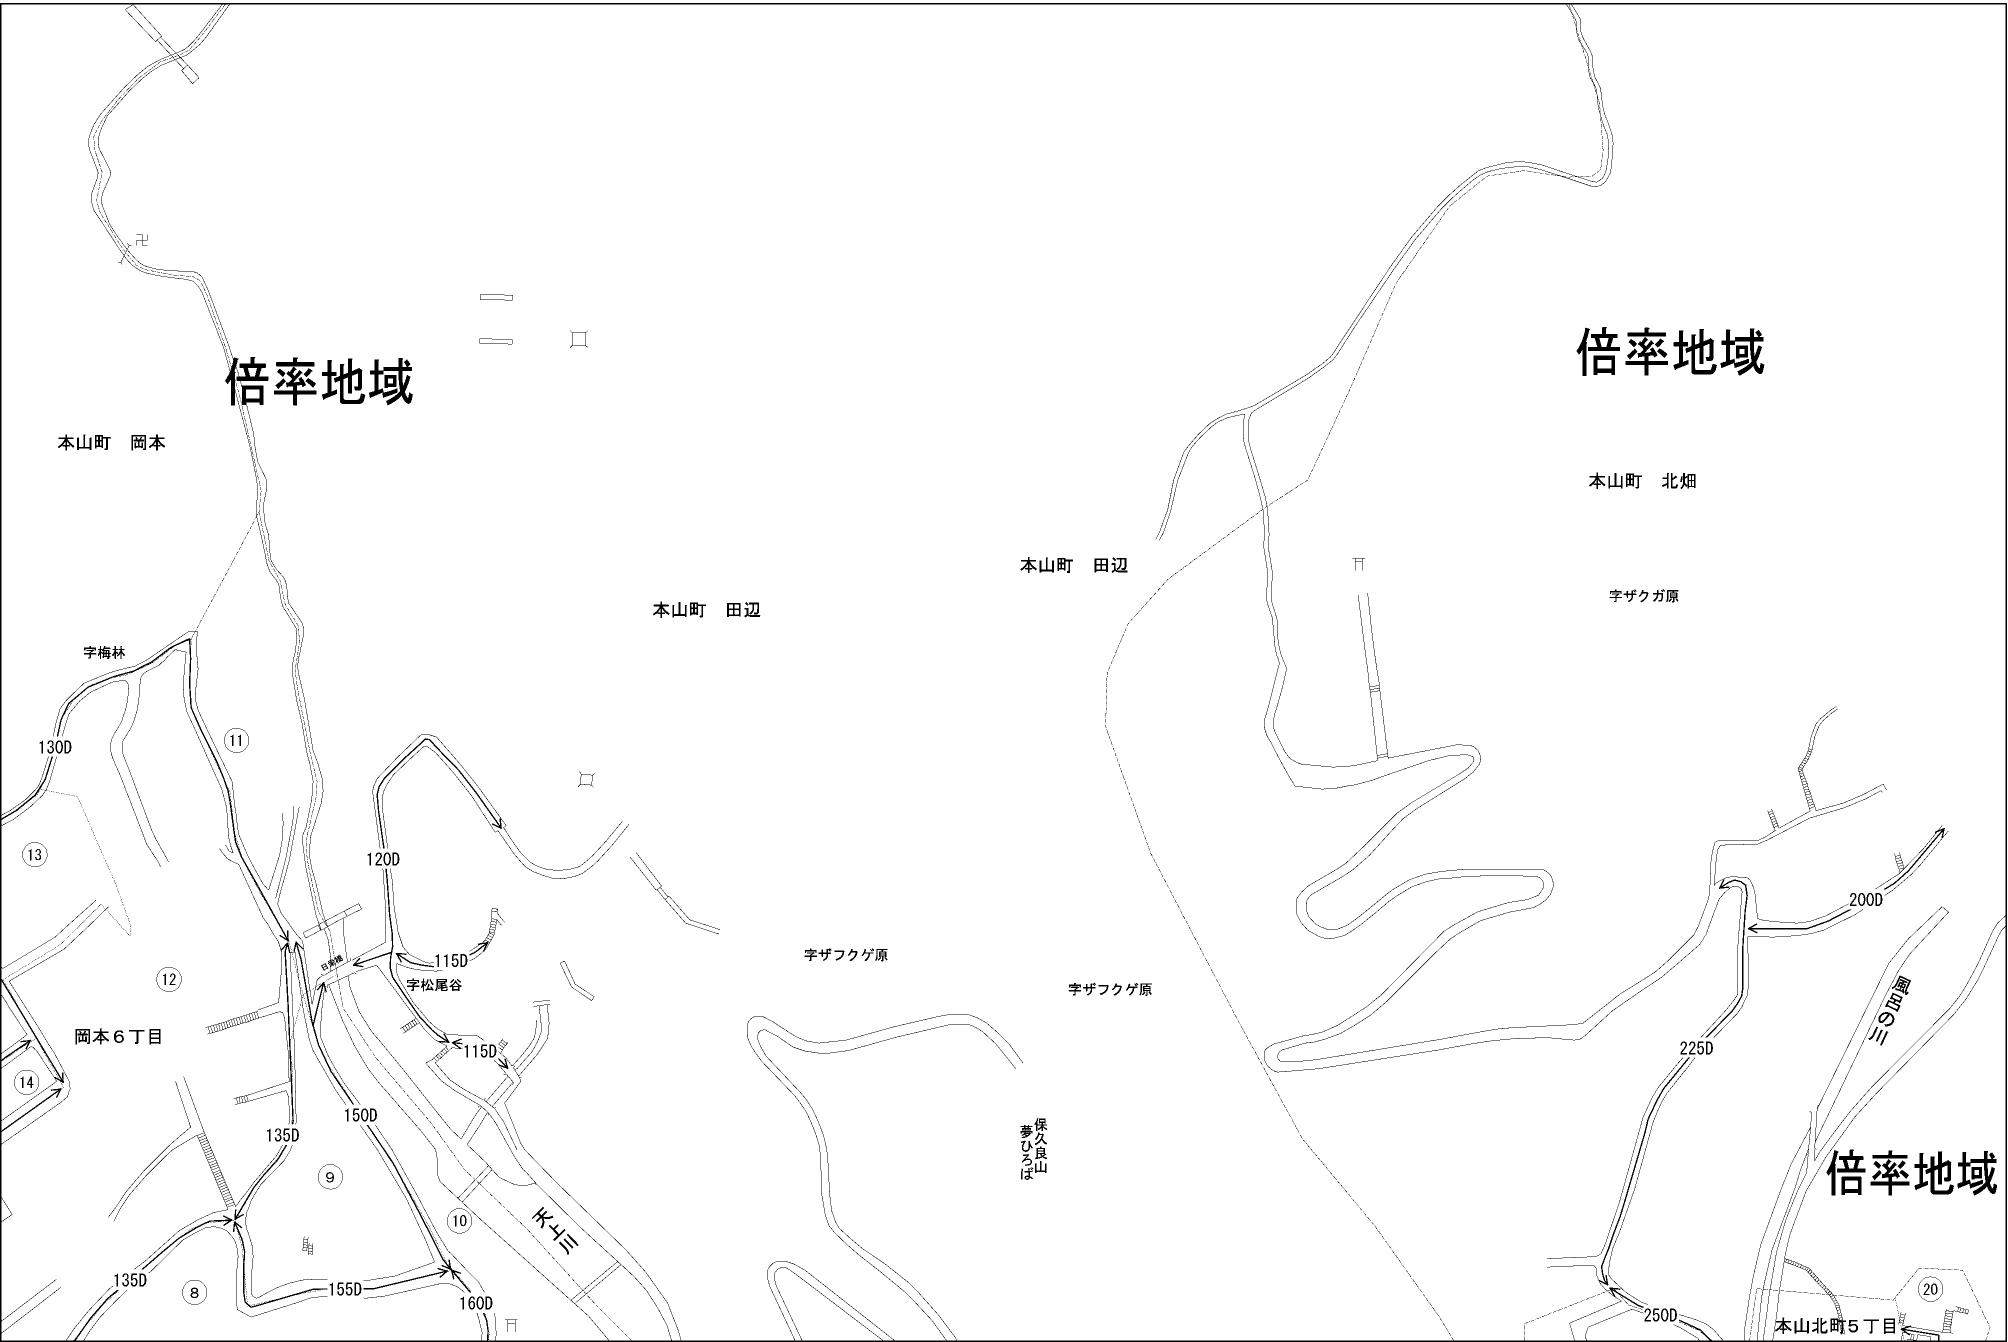 倍率地域
倍率地域
本山町　岡本
本山町　北畑
本山町　田辺
字ザクガ原
本山町　田辺
字梅林
130D
11
13
120D
200D
115D
字ザフクゲ原
12
字松尾谷
字ザフクゲ原
風呂の川
岡本６丁目
115D
225D
14
150D
135D
保久良山
夢ひろば
9
倍率地域
10
天上川
135D
8
155D
160D
20
250D
本山北町５丁目